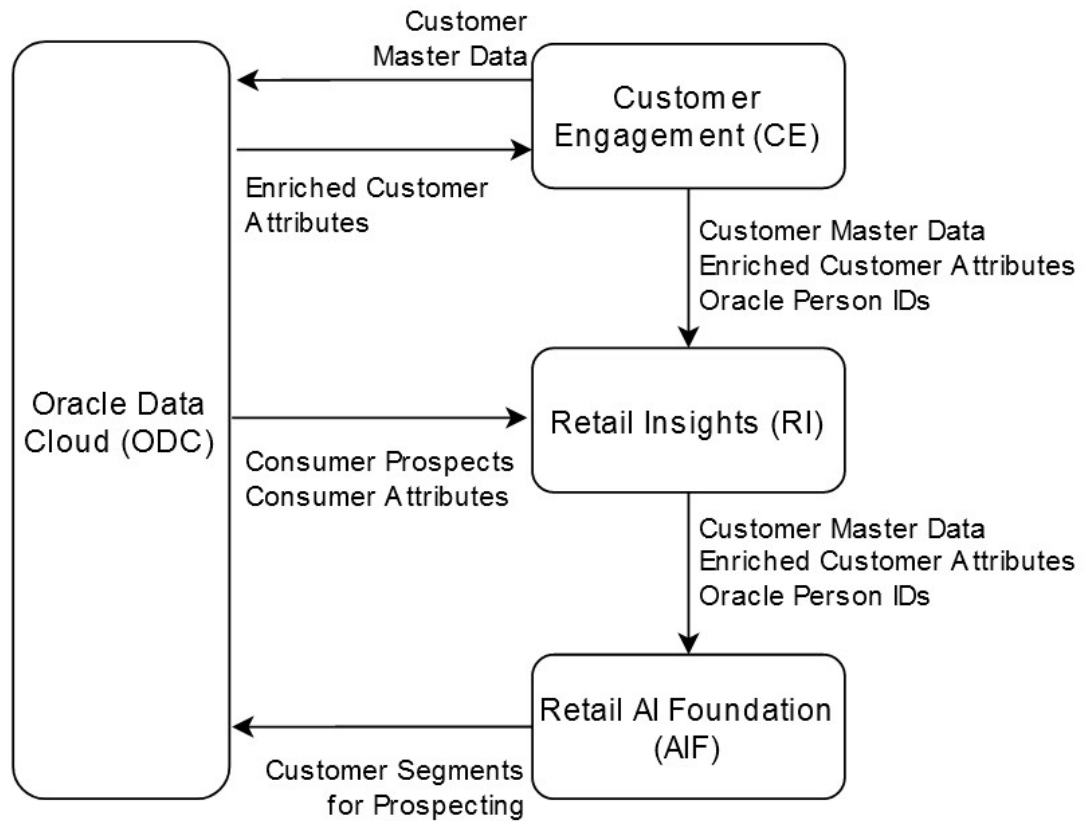 Customer
Master Data
Customer
Engagement (CE)
Enriched Customer
Attributes
Customer Master Data
Enriched Customer Attributes
Oracle Person IDs
Oracle Data
Cloud (ODC)
Retail Insights (RI)
Consumer Prospects
Consumer Attributes
Customer Master Data
Enriched Customer Attributes
Oracle Person IDs
Retail AI Foundation
(AIF)
Customer Segments
for Prospecting